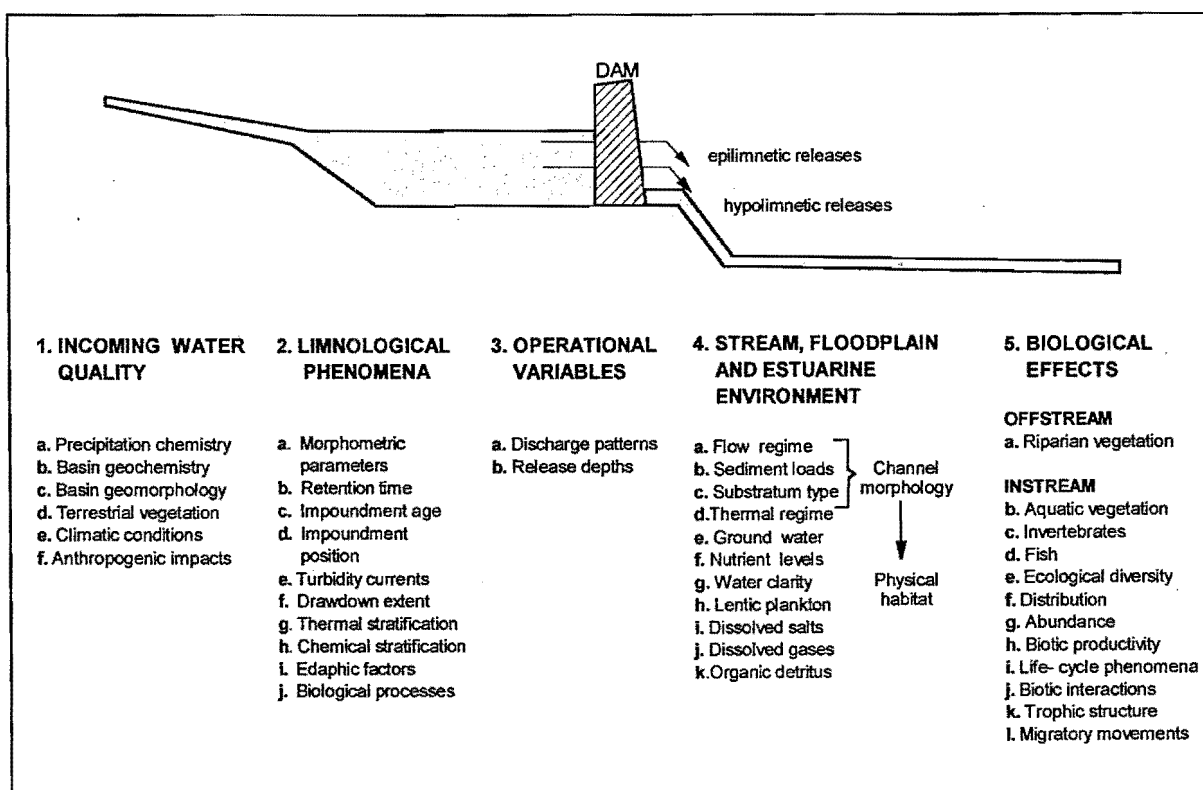 DAM
epilimnetic releases
hypolimnetic releases
1. INCOMING WATER
QUALITY
a. Precipitation chemistry
b. Basin geochemistry
c. Basin geomorphology
d. Terrestrial vegetation
e. Climatic conditions
f. Anthropogenic impacts
2. LIMNOLOGICAL
PHENOMENA
a. Morphometric
parameters
b. Retention time
c. Impoundment age
d. Impoundment
position
e. Turbidity currents
f. Drawdown extent
g. Thermal stratification
h. Chemical stratification
i. Edaphic factors
j. Biological processes
3. OPERATIONAL
VARIABLES
a. Discharge patterns
b. Release depths
4. STREAM, FLOODPLAIN
AND ESTUARINE
ENVIRONMENT
a. Flow regime
b. Sediment loads
c. Substratum type
d.Thermal regime
e. Ground water
f. Nutrient levels
g. Water clarity
h. Lentic plankton
i. Dissolved salts
j. Dissolved gases
k.Organic detritus
Channel
morphology
Physical
habitat
5. BIOLOGICAL
EFFECTS
OFFSTREAM
a. Riparian vegetation
INSTREAM
b. Aquatic vegetation
c. Invertebrates
d. Fish
e. Ecological diversity
f. Distribution
g. Abundance
h. Biotic productivity
i. Life- cycle phenomena
j. Biotic interactions
k. Trophic structure
l. Migratory movements